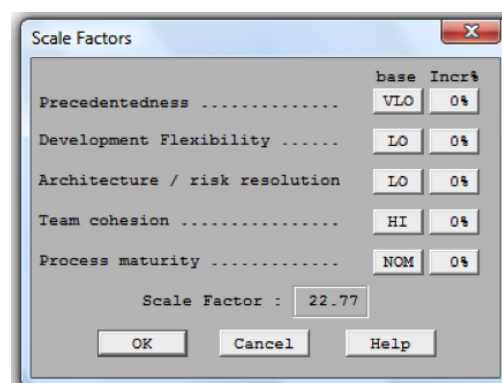 Scale Factors
base Incr%
Precedentedness .............. VLO 0%
Development Flexibility ...... LO 0%
Architecture / risk resolution LO 0%
Team cohesion ................ HI 0%
Process maturity ............. NOM 0%
Scale Factor : 22.77
OK Cancel Help